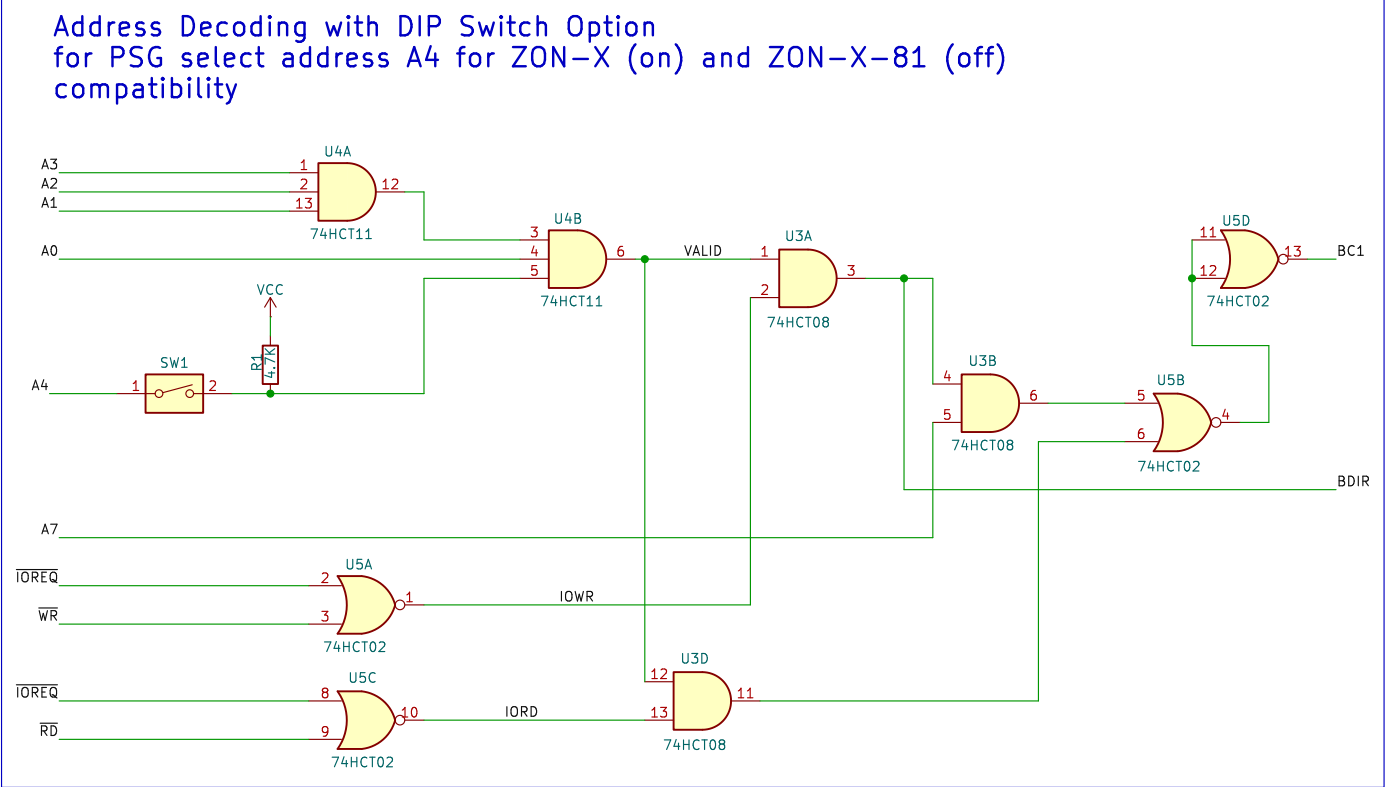 Address Decoding with DIP Switch Option
for PSG select address A4 for ZON-X (on) and ZON-X-81 (off)
compatibility
U4A
A3
1
A2
2
12
A1
13
74HCT11
U4B
3
A0
4
6
5
74HCT11
VALID
U3A
1
3
2
74HCT08
U5D
11
13
BC1
12
74HCT02
VCC
R1
4.7K
SW1
A4
1
2
U3B
4
6
5
74HCT08
U5B
5
4
6
74HCT02
BDIR
A7
U5A
IOREQ
2
1
IOWR
WR
3
74HCT02
U5C
IOREQ
8
10
IORD
RD
9
74HCT02
U3D
12
11
13
74HCT08